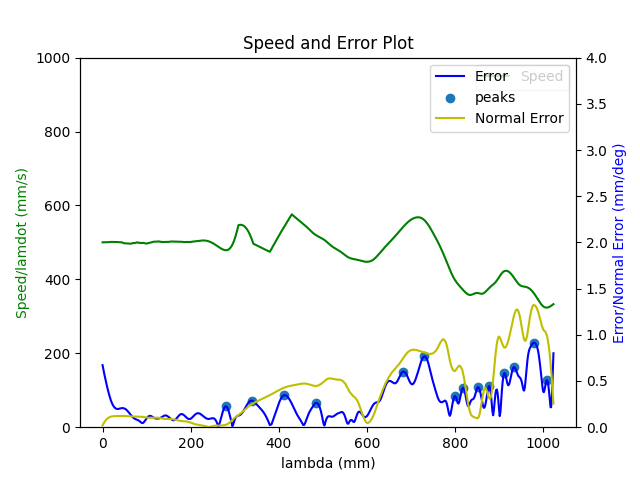 Speed and Error Plot
1000
800
600
400
200
0
Speed/lamdot (mm/s)
4.0
3.5
3.0
2.5
2.0
1.5
1.0
0.5
0.0
Error/Normal Error (mm/deg)
Error
Speed
peaks
Normal Error
0 200 400 600 800 1000
lambda (mm)